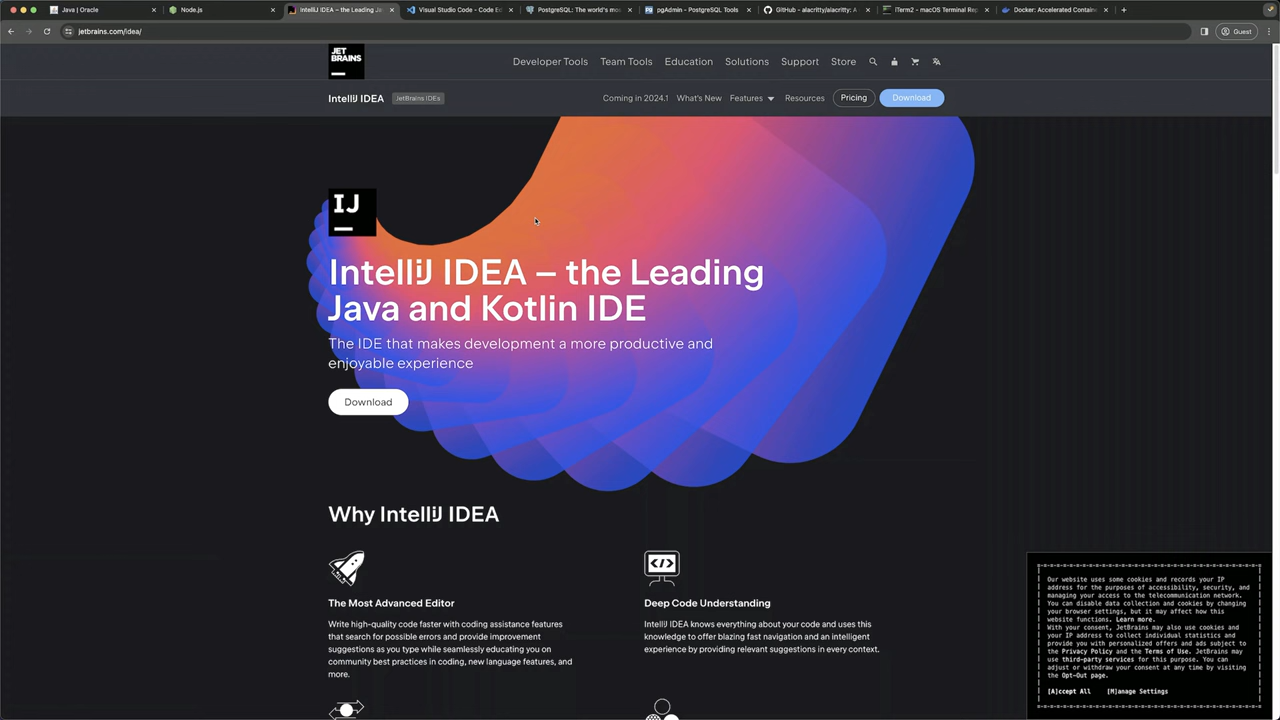 Java | Oracle
Node.js
IntelliJ IDEA – the Leading Ja
Visual Studio Code - Code Ed
PostgreSQL: The world's mos
pgAdmin - PostgreSQL Tools
GitHub - alacritty/alacritty: A
iTerm2 - macOS Terminal Rep
Docker: Accelerated Containe
jetbrains.com/idea/
Guest
JET
BRAINS
Developer Tools
Team Tools
Education
Solutions
Support
Store
IntelliJ IDEA
JetBrains IDEs
Coming in 2024.1
What's New
Features
Resources
Pricing
Download
IJ
IntelliJ IDEA – the Leading
Java and Kotlin IDE
The IDE that makes development a more productive and
enjoyable experience
Download
Why IntelliJ IDEA
The Most Advanced Editor
Write high-quality code faster with coding assistance features
that search for possible errors and provide improvement
suggestions as you code, while seamlessly educating you on
community best practices in coding, new language features, and
more.
Deep Code Understanding
IntelliJ IDEA knows everything about your code and uses this
knowledge to offer blazing fast navigation and an intelligent
experience by providing relevant suggestions in every context.
Our website uses some cookies and records your IP
address for the purposes of accessibility, security, and
managing your access to the telecommunication network.
You can disable data collection and cookies by changing
your browser settings, but it may affect how this
website functions. Learn more.
With your consent, JetBrains may also use cookies and
your IP address to collect individual statistics and
provide you with personalized offers and ads subject to
the Privacy Policy and the Terms of Use. JetBrains may
use third-party services for this purpose. You can
adjust or withdraw your consent at any time by visiting
the Opt-Out page.
[A]ccept All
[M]anage Settings